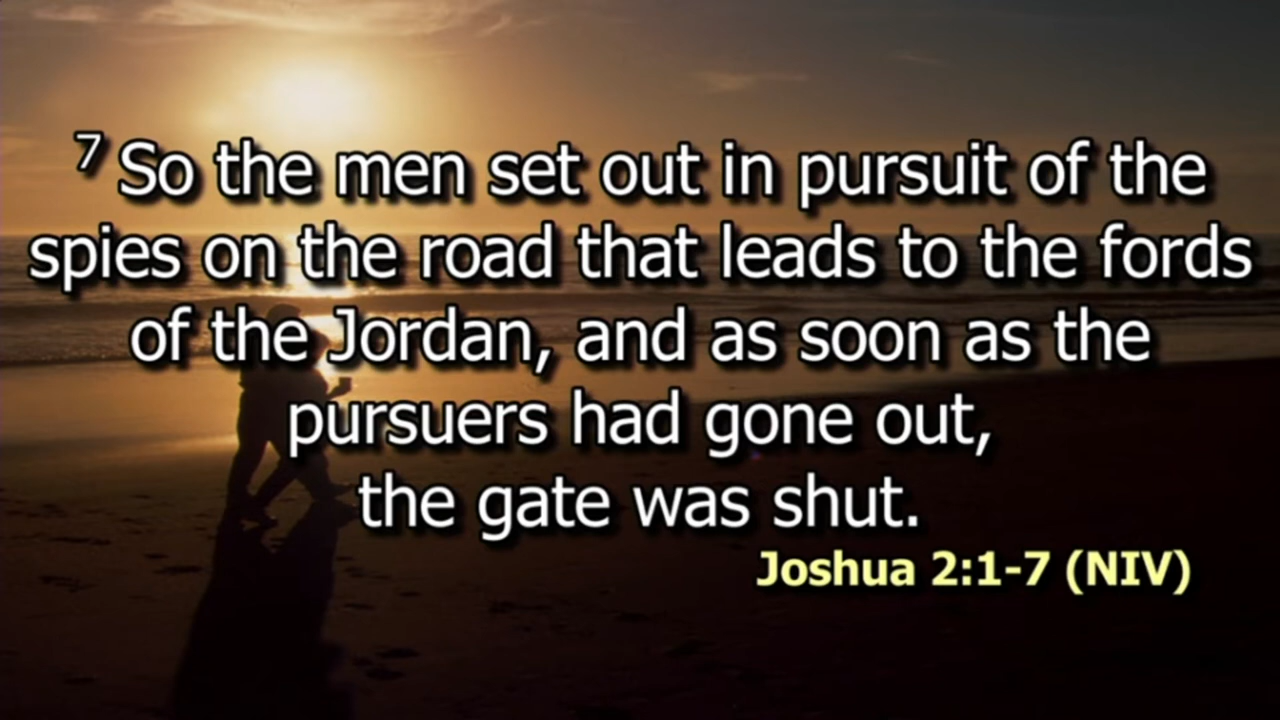 7 So the men set out in pursuit of the
spies on the road that leads to the fords
of the Jordan, and as soon as the
pursuers had gone out,
the gate was shut.
Joshua 2:1-7 (NIV)